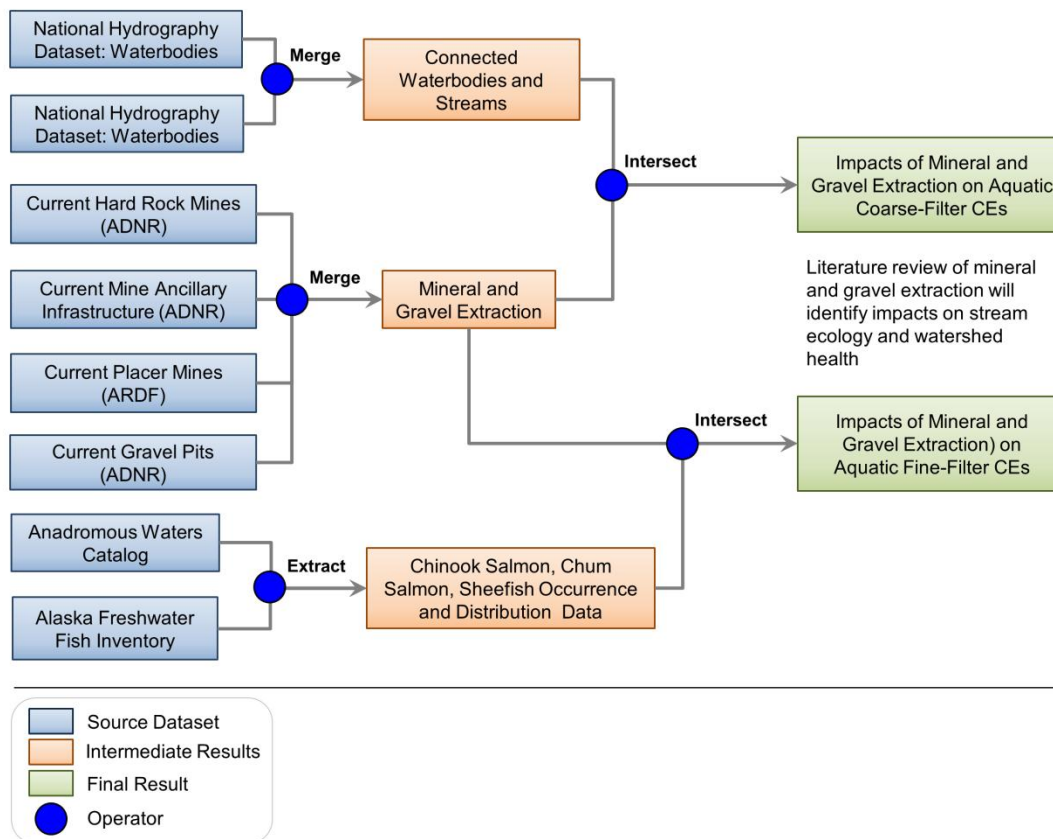 National Hydrography
Dataset: Waterbodies
Merge
Connected
Waterbodies and
Streams
National Hydrography
Dataset: Waterbodies
Intersect
Impacts of Mineral and
Gravel Extraction on Aquatic
Coarse-Filter CEs
Current Hard Rock Mines
(ADNR)
Current Mine Ancillary
Infrastructure (ADNR)
Merge
Mineral and
Gravel Extraction
Literature review of mineral
and gravel extraction will
identify impacts on stream
ecology and watershed
health
Current Placer Mines
(ARDF)
Current Gravel Pits
(ADNR)
Intersect
Impacts of Mineral and
Gravel Extraction) on
Aquatic Fine-Filter CEs
Anadromous Waters
Catalog
Extract
Chinook Salmon, Chum
Salmon, Sheefish Occurrence
and Distribution Data
Alaska Freshwater
Fish Inventory
Source Dataset
Intermediate Results
Final Result
Operator